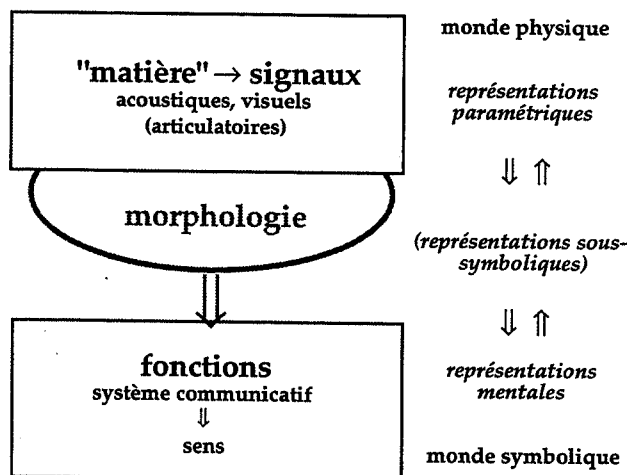 "matière" → signaux
acoustiques, visuels
(articulatoires)
morphologie
fonctions
système communicatif
⇓
sens
monde physique
représentations
paramétriques
⇓ ⇑
(représentations sous-
symboliques)
⇓ ⇑
représentations
mentales
monde symbolique